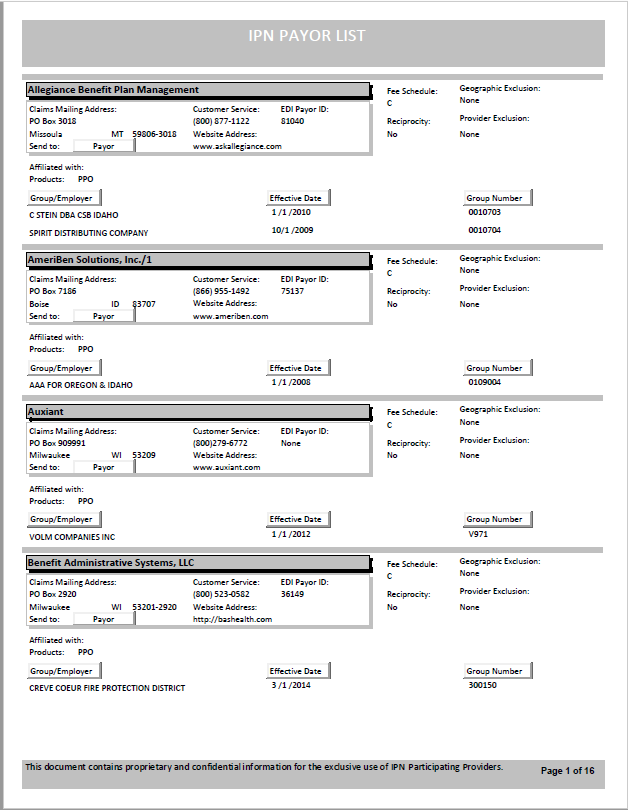 IPN PAYOR LIST
Allegiance Benefit Plan Management
Fee Schedule: Geographic Exclusion:
C None
Claims Mailing Address: Customer Service: EDI Payor ID:
PO Box 3018 (800) 877-1122 81040 Reciprocity: Provider Exclusion:
Missoula MT 59806-3018 Website Address: No None
Send to: Payor www.askallegiance.com
Affiliated with:
Products: PPO
Group/Employer Effective Date Group Number
C STEIN DBA CSB IDAHO 1 /1 /2010 0010703
SPIRIT DISTRIBUTING COMPANY 10/1 /2009 0010704
AmeriBen Solutions, Inc./1 Fee Schedule: Geographic Exclusion:
C None
Claims Mailing Address: Customer Service: EDI Payor ID:
PO Box 7186 (866) 955-1492 75137 Reciprocity: Provider Exclusion:
Boise ID 83707 Website Address: No None
Send to: Payor www.ameriben.com
Affiliated with:
Products: PPO
Group/Employer Effective Date Group Number
AAA FOR OREGON & IDAHO 1 /1 /2008 0109004
Auxiant Fee Schedule: Geographic Exclusion:
C None
Claims Mailing Address: Customer Service: EDI Payor ID:
PO Box 909991 (800)279-6772 None Reciprocity: Provider Exclusion:
Milwaukee WI 53209 Website Address: No None
Send to: Payor www.auxiant.com
Affiliated with:
Products: PPO
Group/Employer Effective Date Group Number
VOLM COMPANIES INC 1 /1 /2012 V971
Benefit Administrative Systems, LLC Fee Schedule: Geographic Exclusion:
C None
Claims Mailing Address: Customer Service: EDI Payor ID:
PO Box 2920 (800) 523-0582 36149 Reciprocity: Provider Exclusion:
Milwaukee WI 53201-2920 Website Address: No None
Send to: Payor http://bashealth.com
Affiliated with:
Products: PPO
Group/Employer Effective Date Group Number
CREVE COEUR FIRE PROTECTION DISTRICT 3 /1 /2014 300150
This document contains proprietary and confidential information for the exclusive use of IPN Participating Providers. Page 1 of 16